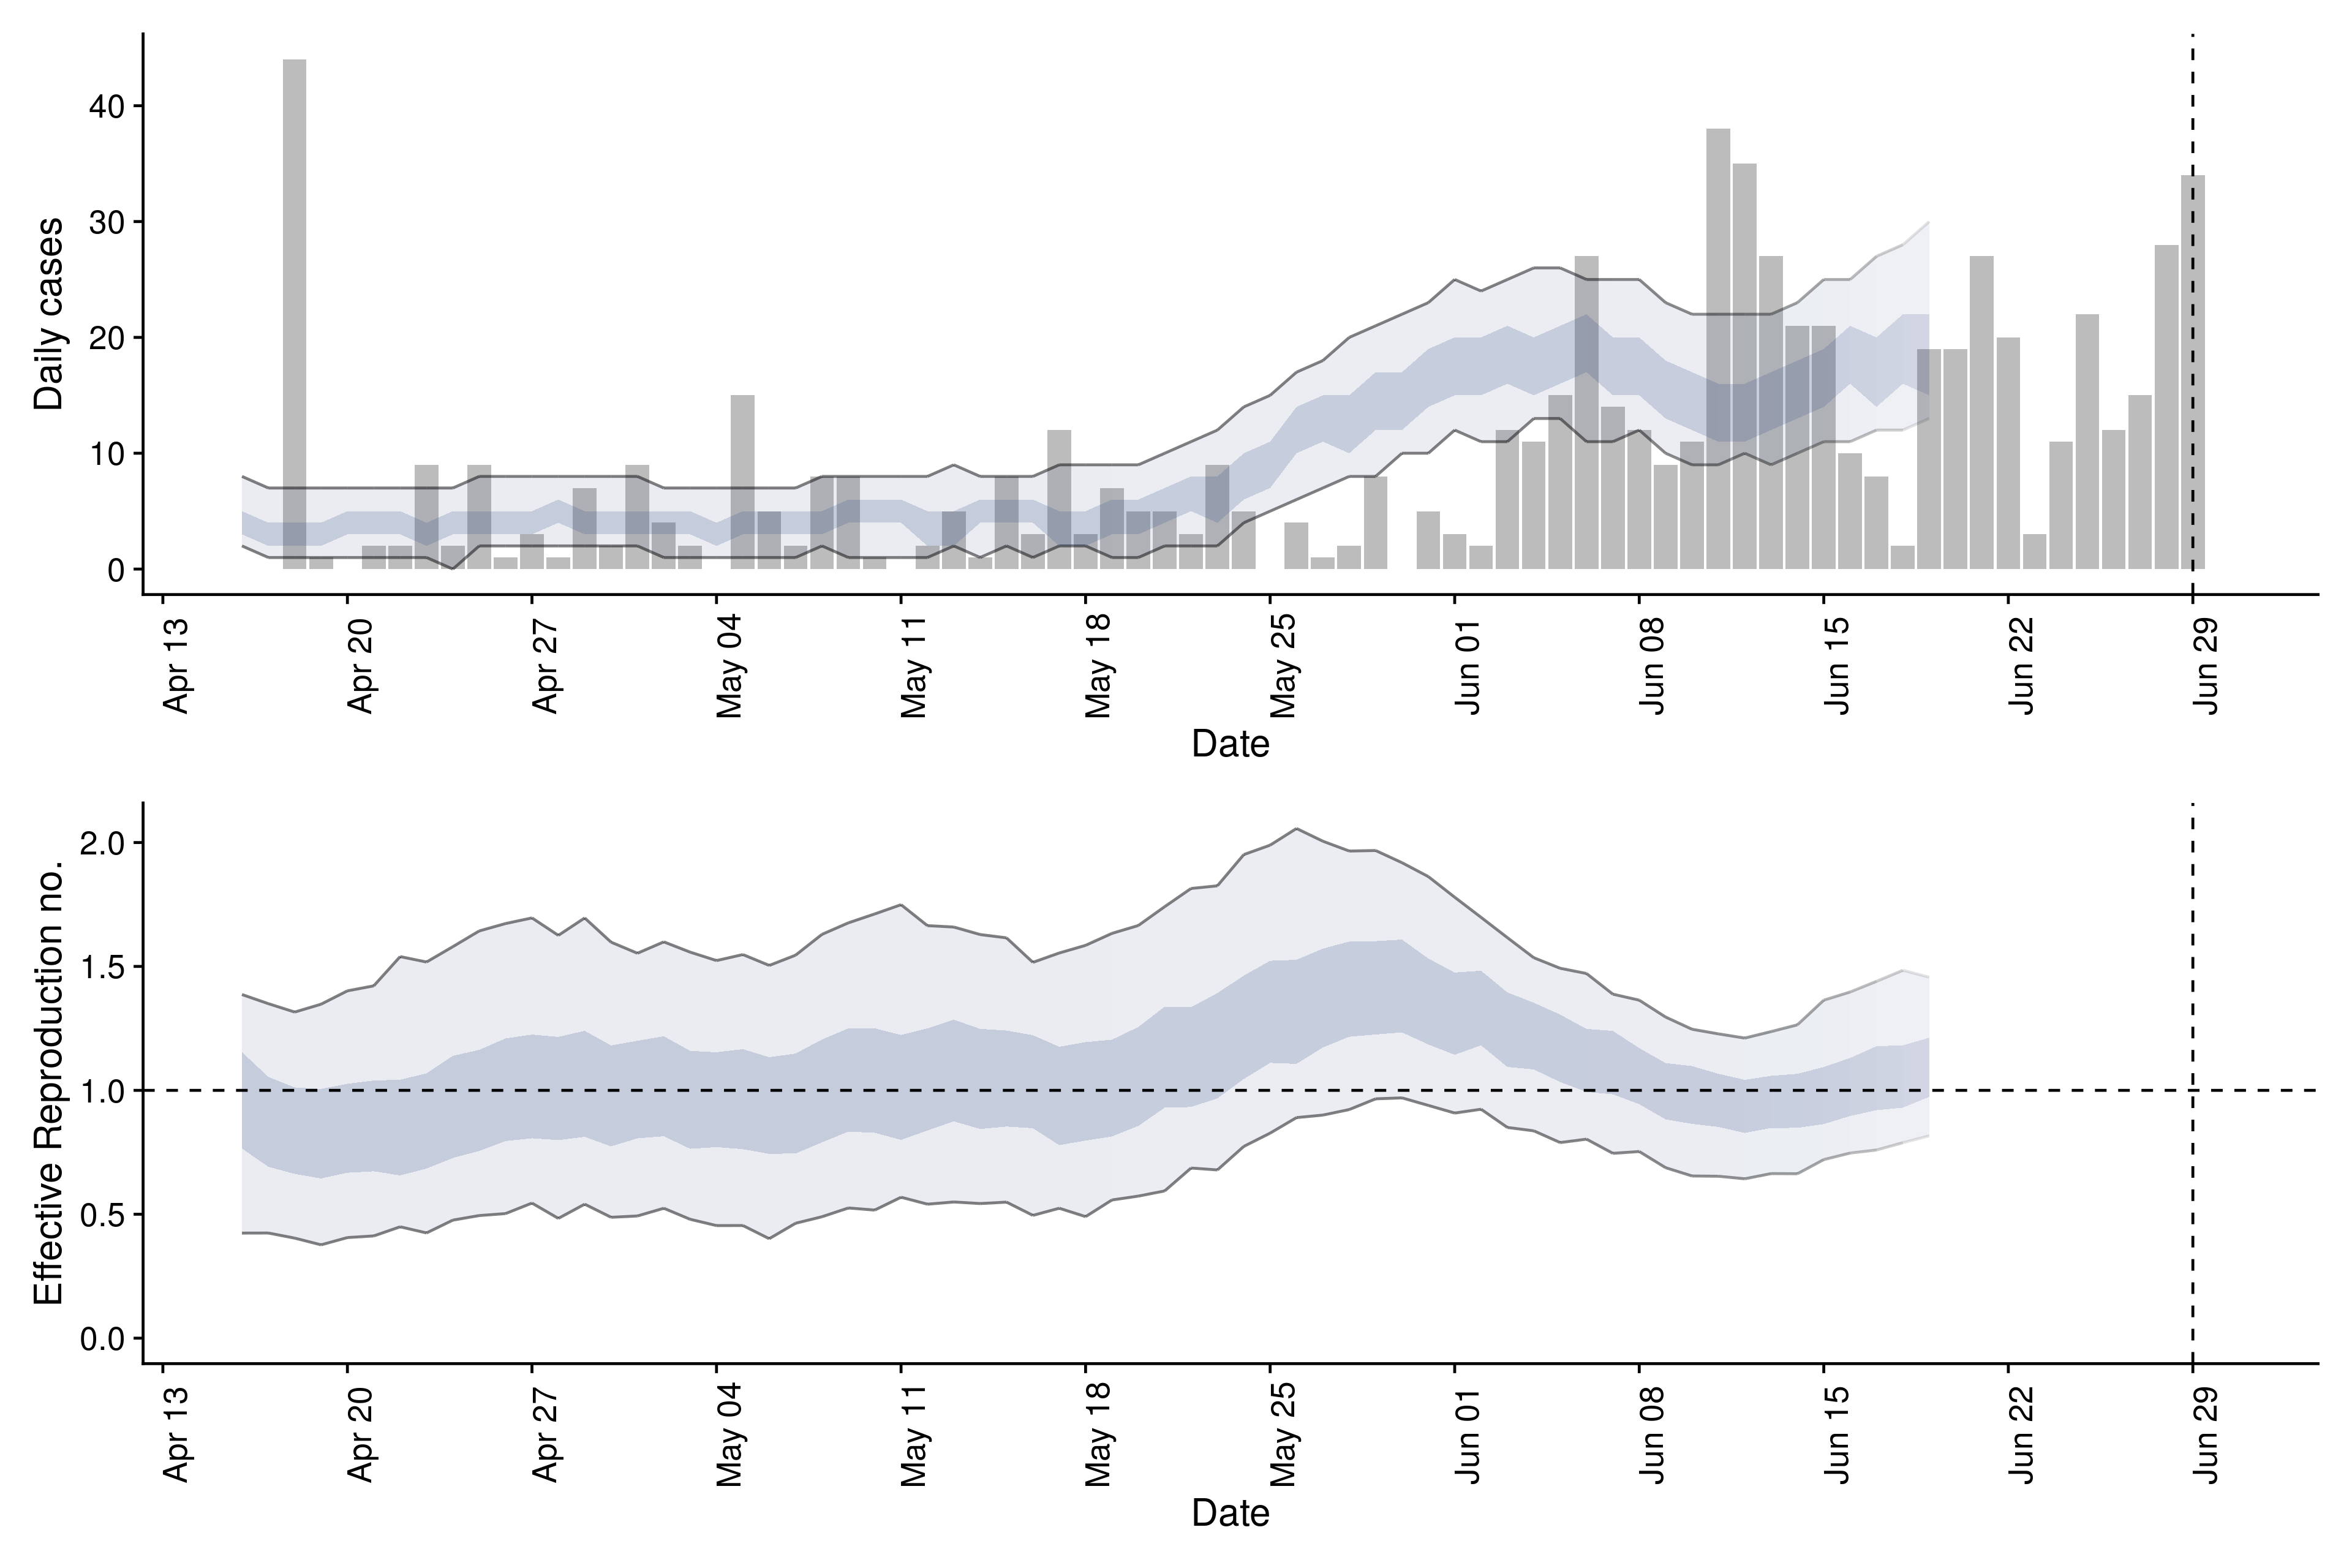 Daily cases
40
30
20
10
0
Apr 13
Apr 20
Apr 27
May 04
May 11
May 18
May 25
Jun 01
Jun 08
Jun 15
Jun 22
Jun 29
Date
Effective Reproduction no.
2.0
1.5
1.0
0.5
0.0
Apr 13
Apr 20
Apr 27
May 04
May 11
May 18
May 25
Jun 01
Jun 08
Jun 15
Jun 22
Jun 29
Date